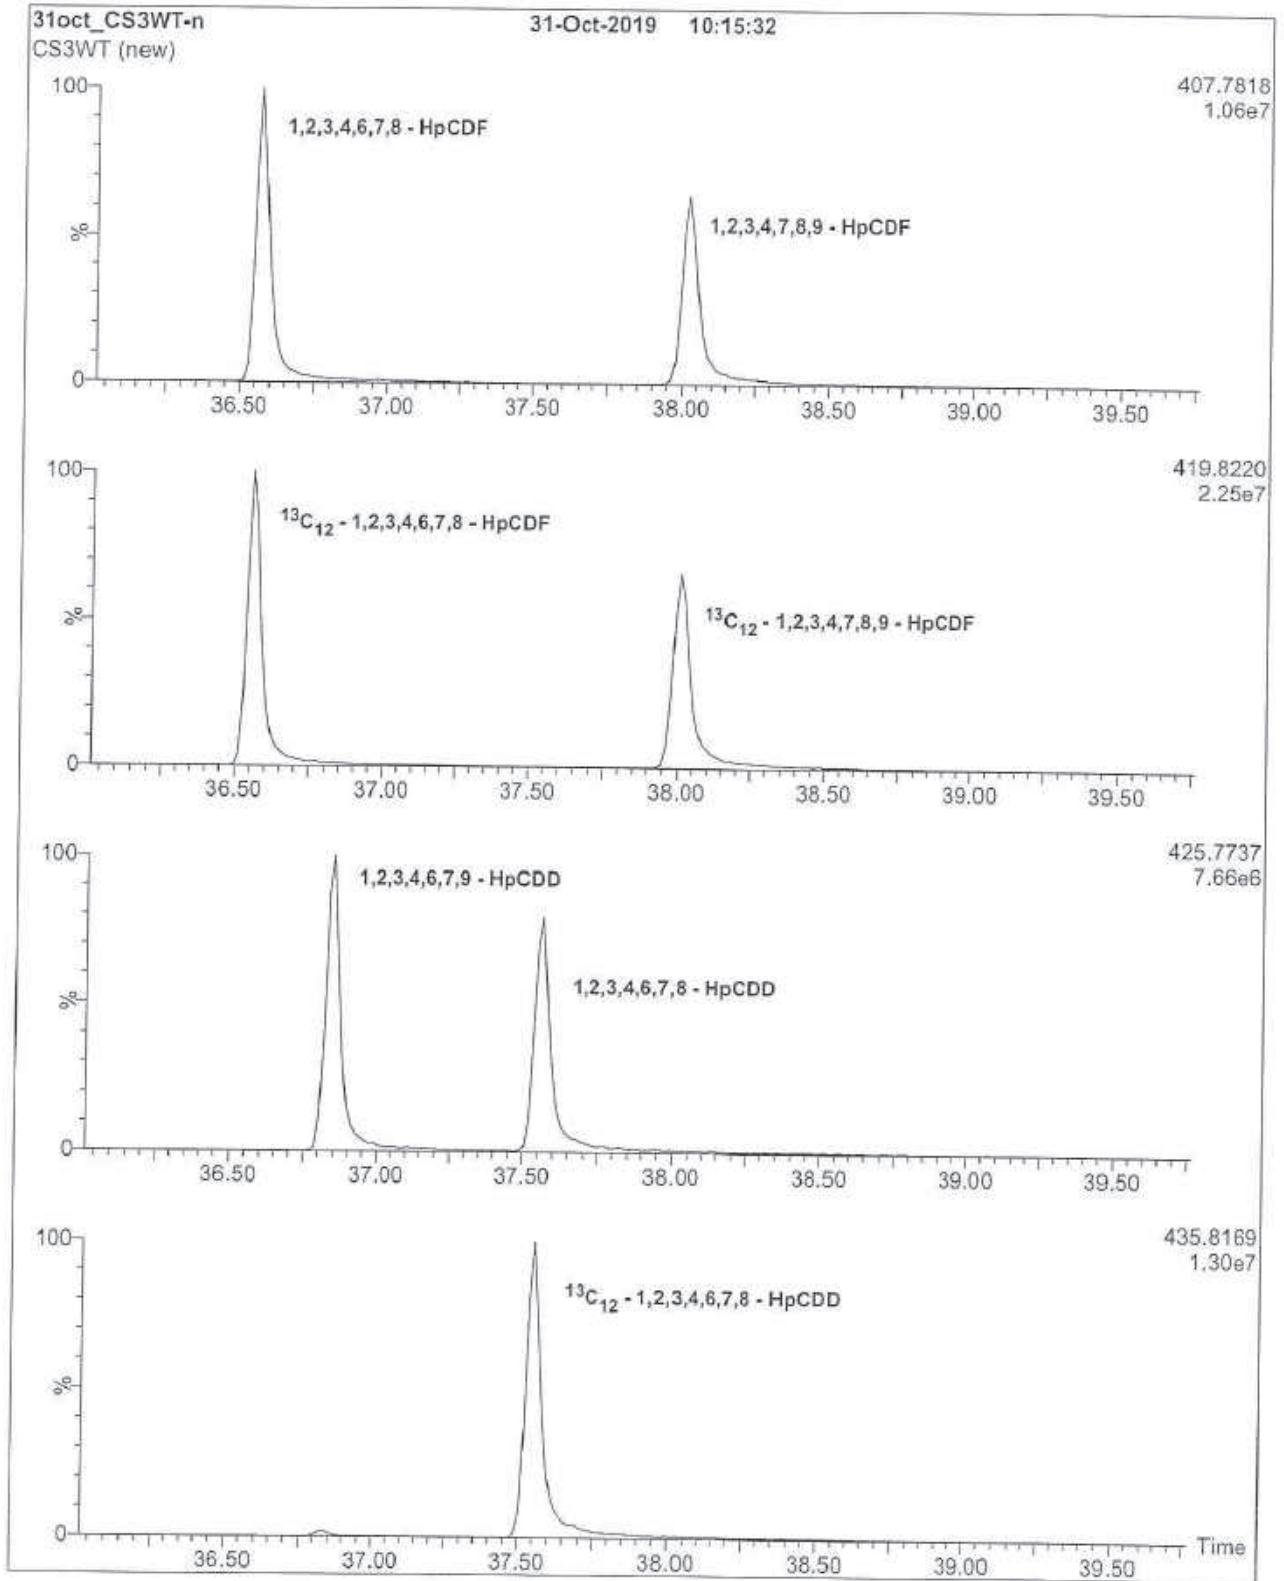 31oct_CS3WT-n 31-Oct-2019 10:15:32
CS3WT (new)
407.7818
1.06e7
100
1,2,3,4,6,7,8 - HpCDF
1,2,3,4,7,8,9 - HpCDF
%
0
36.50 37.00 37.50 38.00 38.50 39.00 39.50
419.8220
2.25e7
100
13C12 - 1,2,3,4,6,7,8 - HpCDF
13C12 - 1,2,3,4,7,8,9 - HpCDF
%
0
36.50 37.00 37.50 38.00 38.50 39.00 39.50
425.7737
7.66e6
100
1,2,3,4,6,7,9 - HpCDD
1,2,3,4,6,7,8 - HpCDD
%
0
36.50 37.00 37.50 38.00 38.50 39.00 39.50
435.8169
1.30e7
100
13C12 - 1,2,3,4,6,7,8 - HpCDD
%
0
Time
36.50 37.00 37.50 38.00 38.50 39.00 39.50